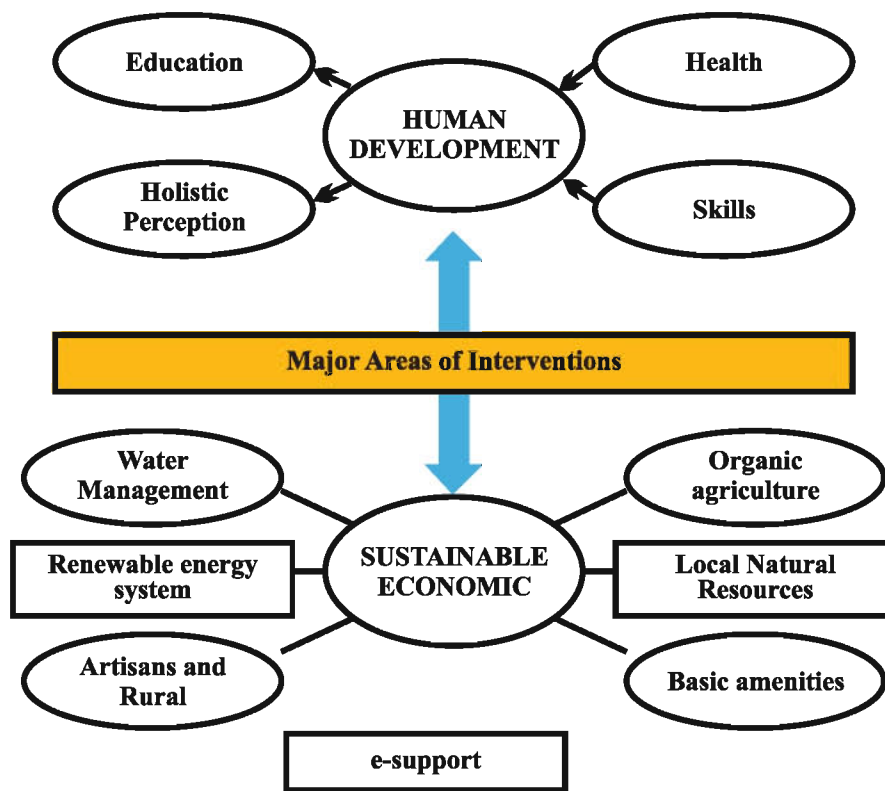 Education
Health
HUMAN
DEVELOPMENT
Holistic
Perception
Skills
Major Areas of Interventions
Water
Management
Organic
agriculture
Renewable energy
system
SUSTAINABLE
ECONOMIC
Local Natural
Resources
Artisans and
Rural
Basic amenities
e-support